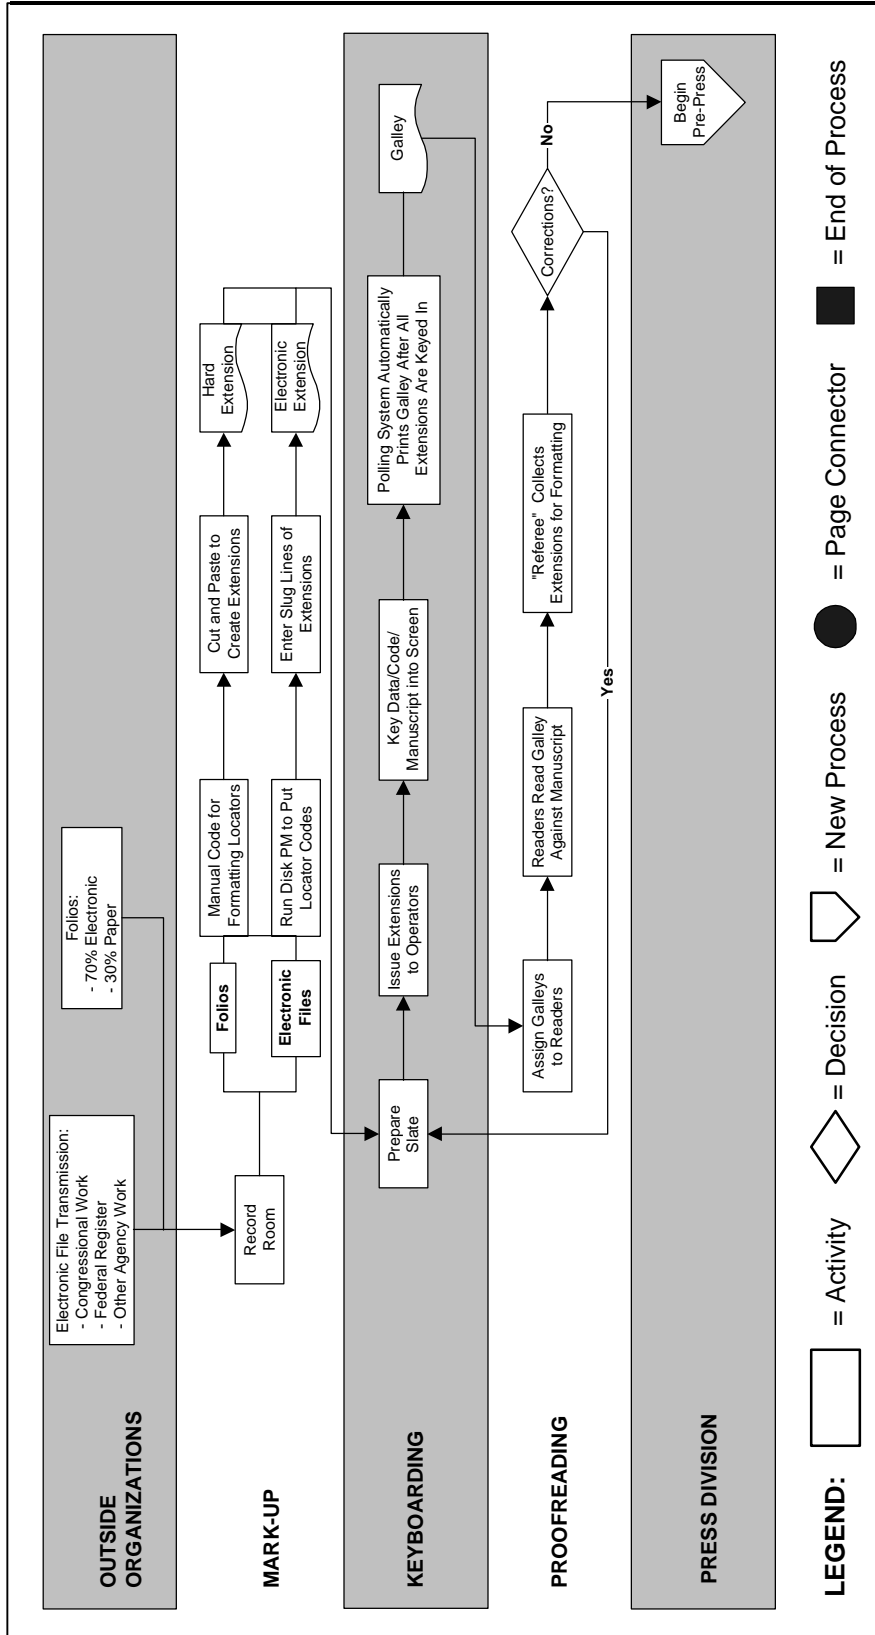 OUTSIDE
ORGANIZATIONS
Electronic File Transmission:
- Congressional Work
- Federal Register
- Other Agency Work
Folios:
- 70% Electronic
- 30% Paper
MARK-UP
Record
Room
Folios
Electronic
Files
Manual Code for
Formatting Locators
Run Disk PM to Put
Locator Codes
Cut and Paste to
Create Extensions
Enter Slug Lines of
Extensions
Hard
Extension
Electronic
Extension
KEYBOARDING
Prepare
Slate
Issue Extensions
to Operators
Key Data/Code/
Manuscript into Screen
Polling System Automatically
Prints Galley After All
Extensions Are Keyed In
Galley
PROOFREADING
Assign Galleys
to Readers
Readers Read Galley
Against Manuscript
"Referee" Collects
Extensions for Formatting
Corrections?
No
Yes
PRESS DIVISION
Begin
Pre-Press
LEGEND:
= Activity
= Decision
= New Process
= Page Connector
= End of Process